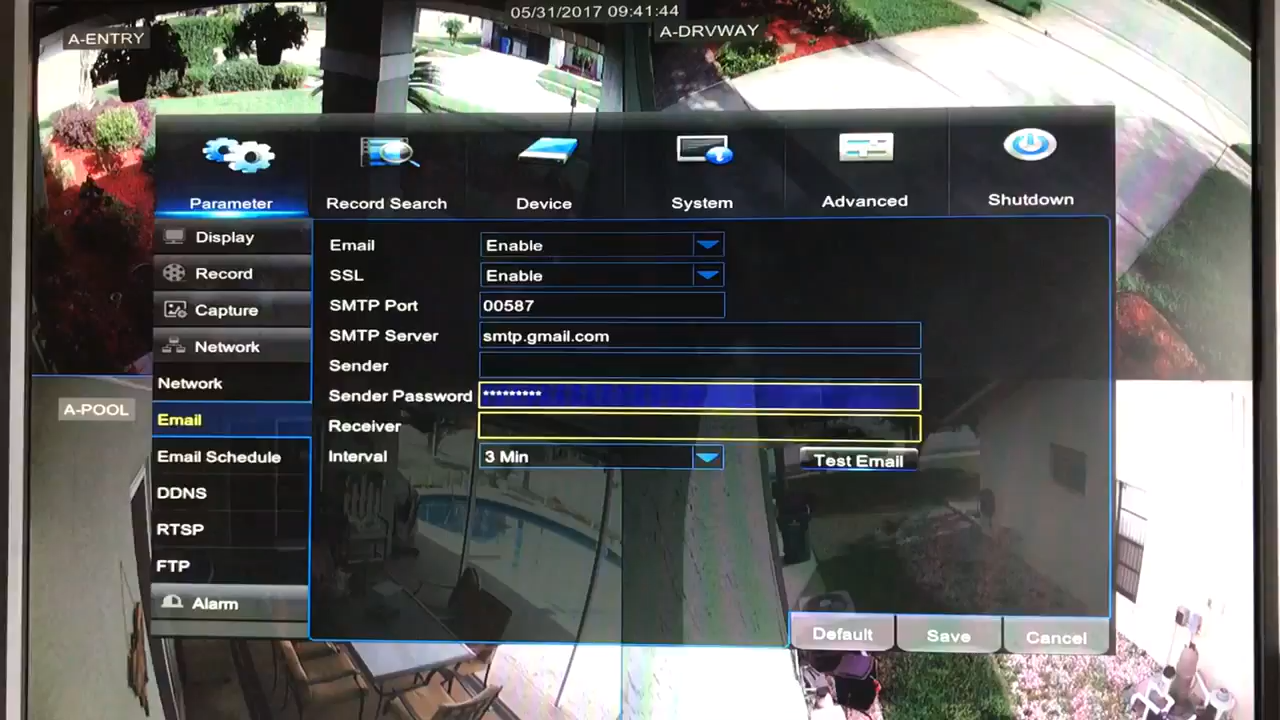 05/31/2017 09:41:44
A-ENTRY
A-DRVWAY
Parameter
Record Search
Device
System
Advanced
Shutdown
Display
Record
Capture
Network
Network
Email
Email Schedule
DDNS
RTSP
FTP
Alarm
Email Enable
SSL Enable
SMTP Port 00587
SMTP Server smtp.gmail.com
Sender
Sender Password *********
Receiver
Interval 3 Min
Test Email
A-POOL
Default
Save
Cancel